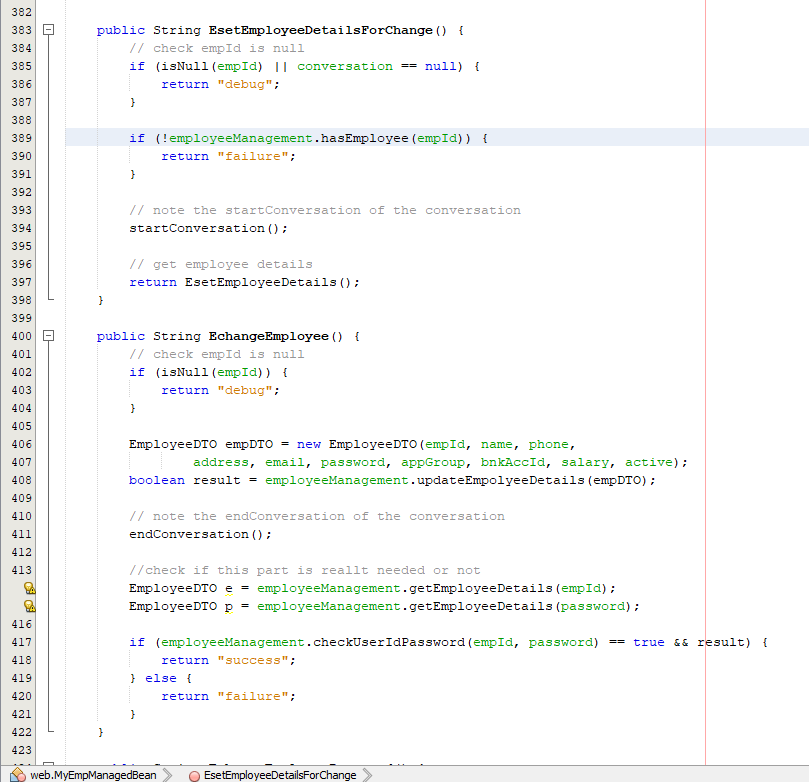 382
383 public String EsetEmployeeDetailsForChange() {
384 // check empId is null
385 if (isNull(empId) || conversation == null) {
386 return "debug";
387 }
388
389 if (!employeeManagement.hasEmployee(empId)) {
390 return "failure";
391 }
392
393 // note the startConversation of the conversation
394 startConversation();
395
396 // get employee details
397 return EsetEmployeeDetails();
398 }
399
400 public String EchangeEmployee() {
401 // check empId is null
402 if (isNull(empId)) {
403 return "debug";
404 }
405
406 EmployeeDTO empDTO = new EmployeeDTO(empId, name, phone,
407 address, email, password, appGroup, bnkAccId, salary, active);
408 boolean result = employeeManagement.updateEmpolyeeDetails(empDTO);
409
410 // note the endConversation of the conversation
411 endConversation();
412
413 //check if this part is reallt needed or not
EmployeeDTO e = employeeManagement.getEmployeeDetails(empId);
EmployeeDTO p = employeeManagement.getEmployeeDetails(password);
416
417 if (employeeManagement.checkUserIdPassword(empId, password) == true && result) {
418 return "success";
419 } else {
420 return "failure";
421 }
422 }
423
web.MyEmpManagedBean EsetEmployeeDetailsForChange